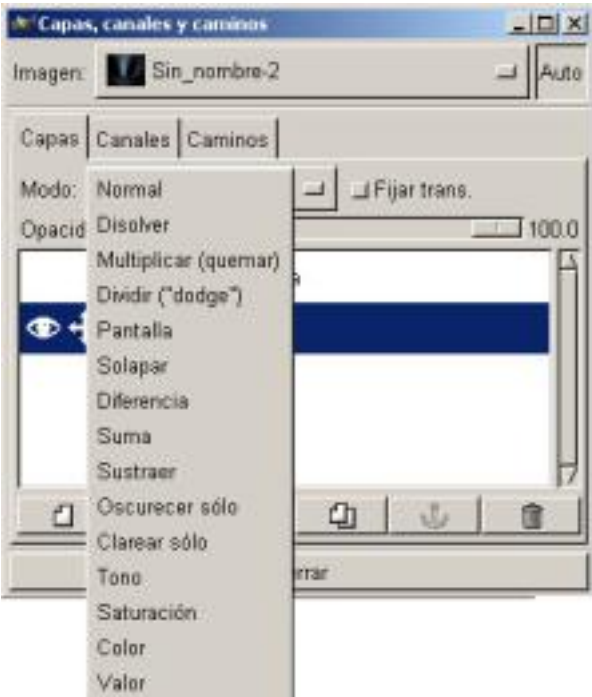 Capas, canales y caminos
Imagen: Sin_nombre-2 Auto
Capas Canales Caminos
Modo: Fijar trans.
Opacid 100.0
Normal
Disolver
Multiplicar (quemar)
Dividir ("dodge")
Pantalla
Solapar
Diferencia
Suma
Sustraer
Oscurecer sólo
Clarear sólo
Tono
Saturación
Color
Valor
rrar